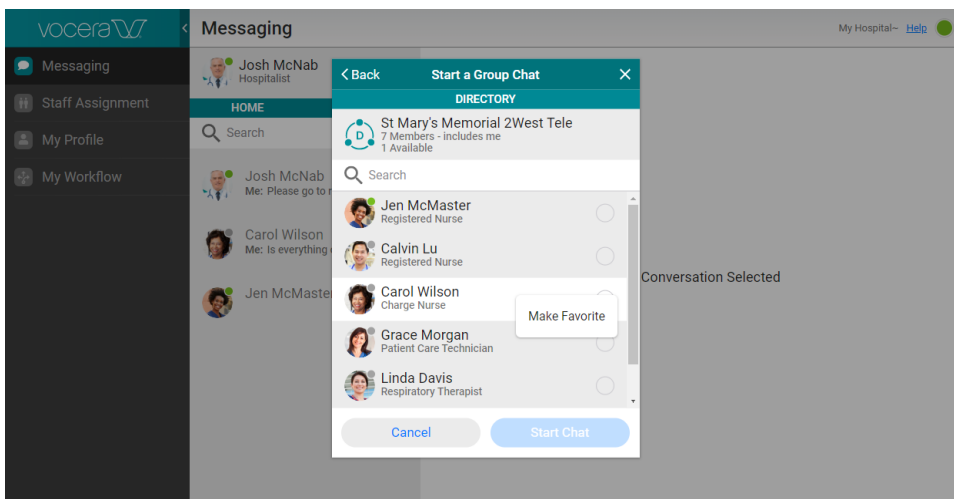 vocera
Messaging
My Hospital– Help
Messaging
Staff Assignment
My Profile
My Workflow
Josh McNab
Hospitalist
HOME
Search
Josh McNab
Me: Please go to r
Carol Wilson
Me: Is everything
Jen McMaste
Back
Start a Group Chat
DIRECTORY
D
St Mary's Memorial 2West Tele
7 Members - includes me
1 Available
Search
Jen McMaster
Registered Nurse
Calvin Lu
Registered Nurse
Carol Wilson
Charge Nurse
Make Favorite
Grace Morgan
Patient Care Technician
Linda Davis
Respiratory Therapist
Cancel
Start Chat
Conversation Selected